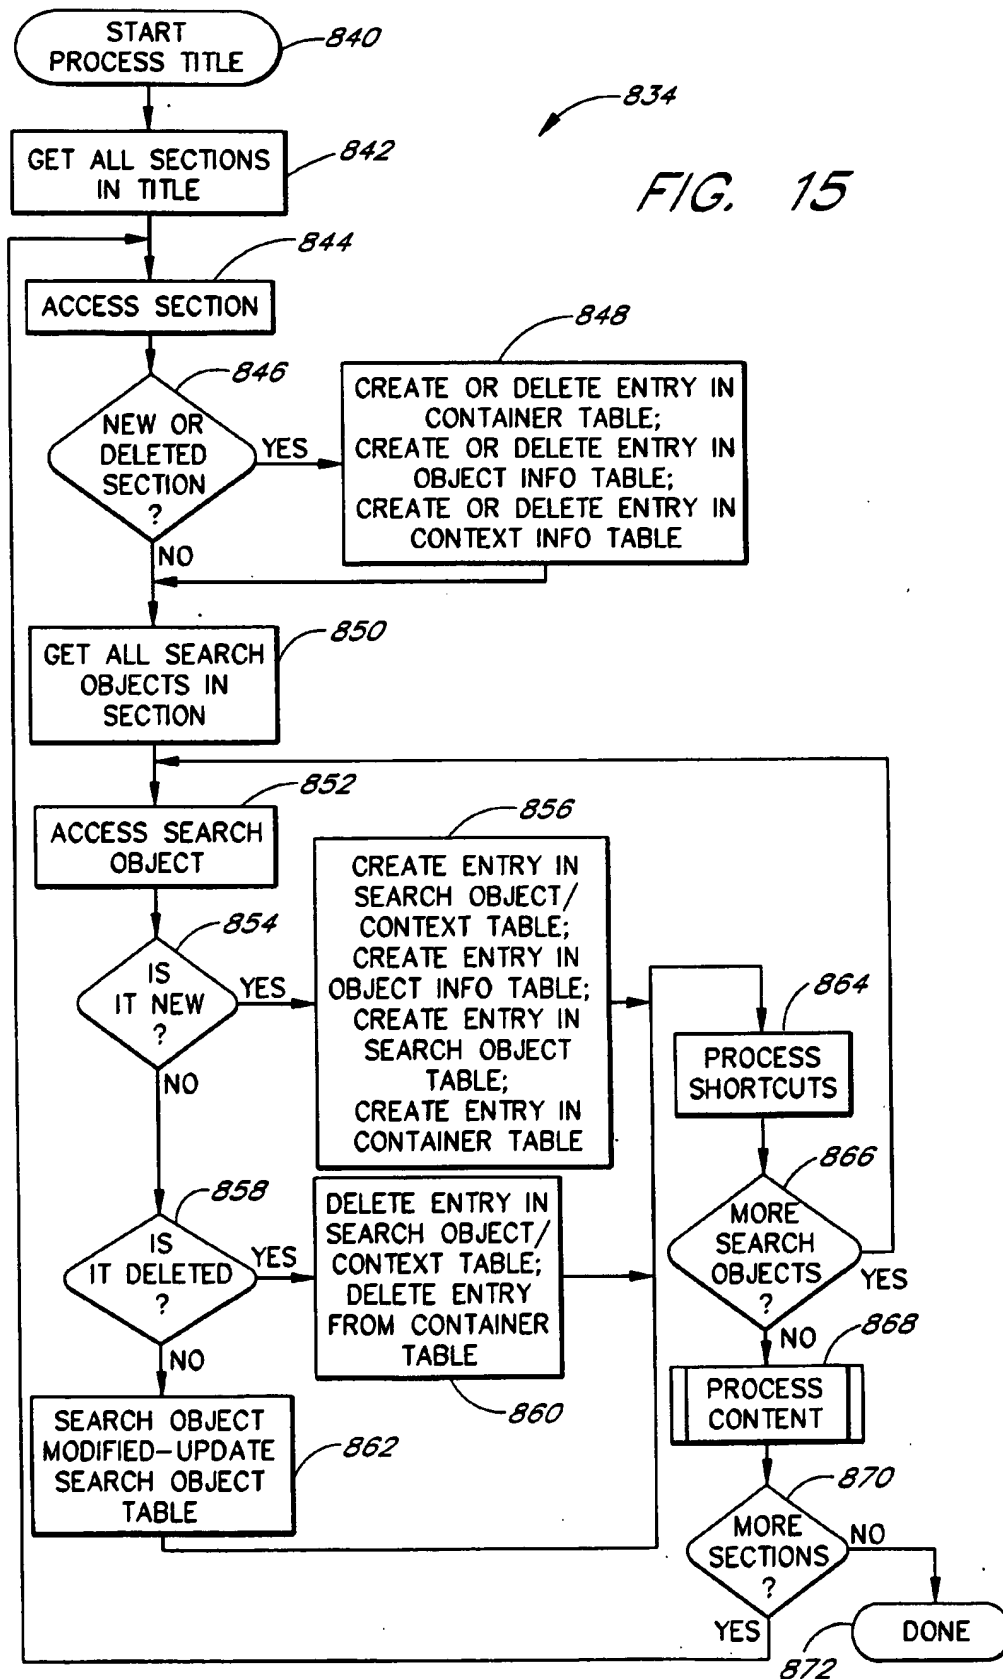 START
PROCESS TITLE
840
834
FIG. 15
GET ALL SECTIONS
IN TITLE
842
844
ACCESS SECTION
846
NEW OR
DELETED
SECTION
?
YES
NO
848
CREATE OR DELETE ENTRY IN
CONTAINER TABLE;
CREATE OR DELETE ENTRY IN
OBJECT INFO TABLE;
CREATE OR DELETE ENTRY IN
CONTEXT INFO TABLE
850
GET ALL SEARCH
OBJECTS IN
SECTION
852
ACCESS SEARCH
OBJECT
854
IS
IT NEW
?
YES
NO
856
CREATE ENTRY IN
SEARCH OBJECT/
CONTEXT TABLE;
CREATE ENTRY IN
OBJECT INFO TABLE;
CREATE ENTRY IN
SEARCH OBJECT
TABLE;
CREATE ENTRY IN
CONTAINER TABLE
858
IS
IT DELETED
?
YES
NO
DELETE ENTRY IN
SEARCH OBJECT/
CONTEXT TABLE;
DELETE ENTRY
FROM CONTAINER
TABLE
860
SEARCH OBJECT
MODIFIED-UPDATE
SEARCH OBJECT
TABLE
862
864
PROCESS
SHORTCUTS
866
MORE
SEARCH
OBJECTS
?
YES
NO
868
PROCESS
CONTENT
870
MORE
SECTIONS
?
NO
YES
DONE
872